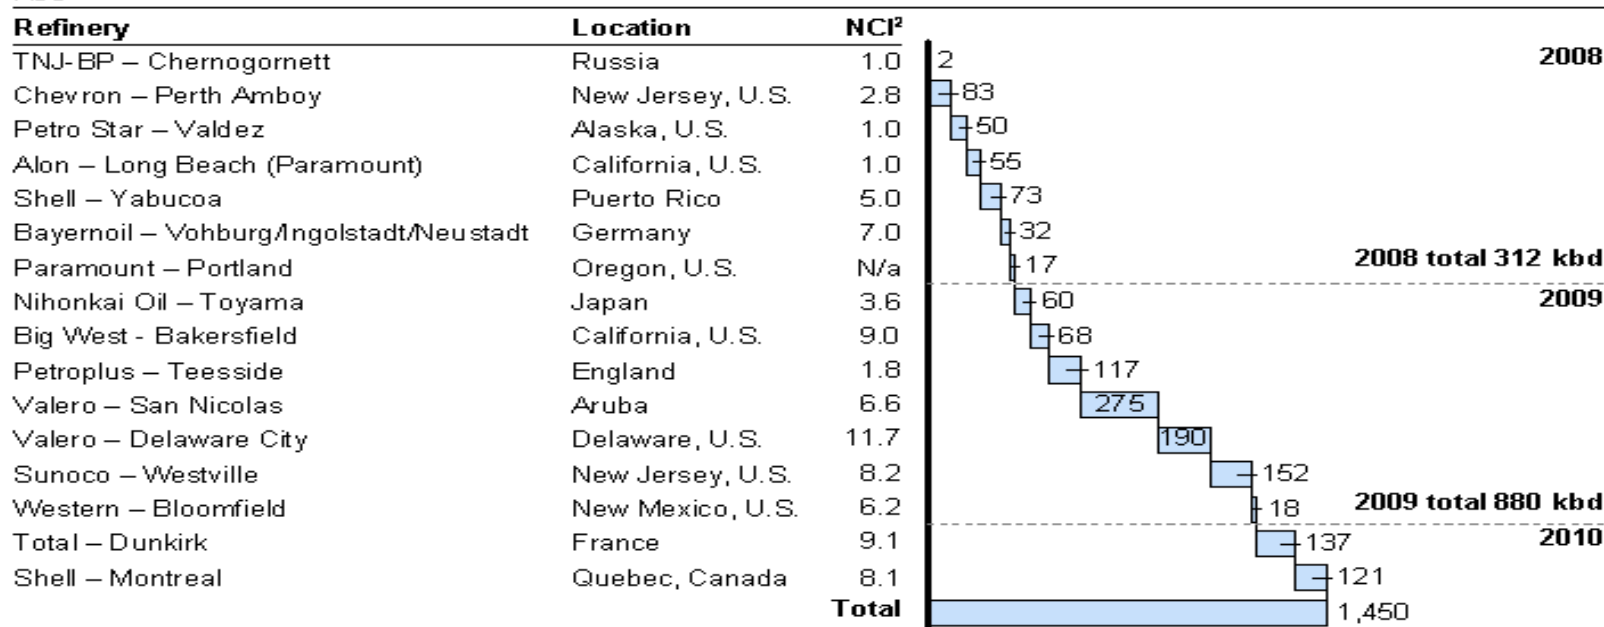 Refinery Location NCI²
TNJ-BP – Chernogornett Russia 1.0 2 2008
Chevron – Perth Amboy New Jersey, U.S. 2.8 83
Petro Star – Valdez Alaska, U.S. 1.0 50
Alon – Long Beach (Paramount) California, U.S. 1.0 55
Shell – Yabucoa Puerto Rico 5.0 73
Bayernoil – Vohburg/Ingolstadt/Neustadt Germany 7.0 32
Paramount – Portland Oregon, U.S. N/a 17 2008 total 312 kbd
Nihonkai Oil – Toyama Japan 3.6 60 2009
Big West - Bakersfield California, U.S. 9.0 68
Petroplus – Teesside England 1.8 117
Valero – San Nicolas Aruba 6.6 275
Valero – Delaware City Delaware, U.S. 11.7 190
Sunoco – Westville New Jersey, U.S. 8.2 152
Western – Bloomfield New Mexico, U.S. 6.2 18 2009 total 880 kbd
Total – Dunkirk France 9.1 137 2010
Shell – Montreal Quebec, Canada 8.1 121
Total 1,450